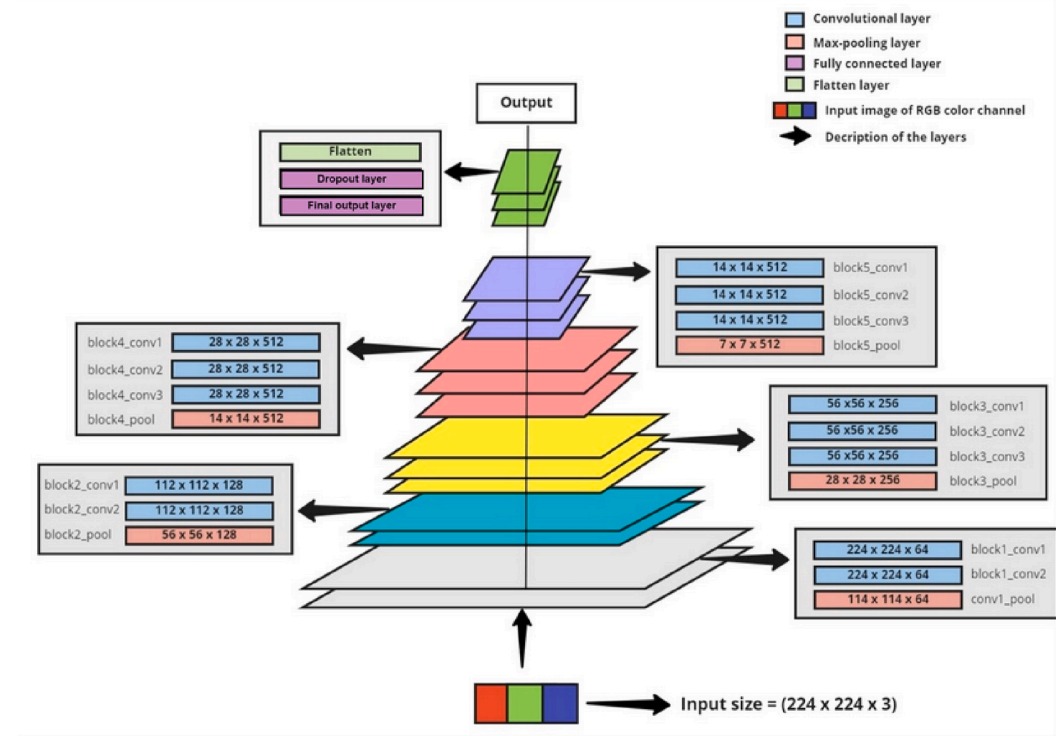 Convolutional layer
Max-pooling layer
Fully connected layer
Flatten layer
Input image of RGB color channel
Decription of the layers
Output
Flatten
Dropout layer
Final output layer
14 x 14 x 512 block5_conv1
14 x 14 x 512 block5_conv2
14 x 14 x 512 block5_conv3
7 x 7 x 512 block5_pool
block4_conv1 28 x 28 x 512
block4_conv2 28 x 28 x 512
block4_conv3 28 x 28 x 512
block4_pool 14 x 14 x 512
56 x56 x 256 block3_conv1
56 x56 x 256 block3_conv2
56 x56 x 256 block3_conv3
28 x 28 x 256 block3_pool
block2_conv1 112 x 112 x 128
block2_conv2 112 x 112 x 128
block2_pool 56 x 56 x 128
224 x 224 x 64 block1_conv1
224 x 224 x 64 block1_conv2
114 x 114 x 64 conv1_pool
Input size = (224 x 224 x 3)